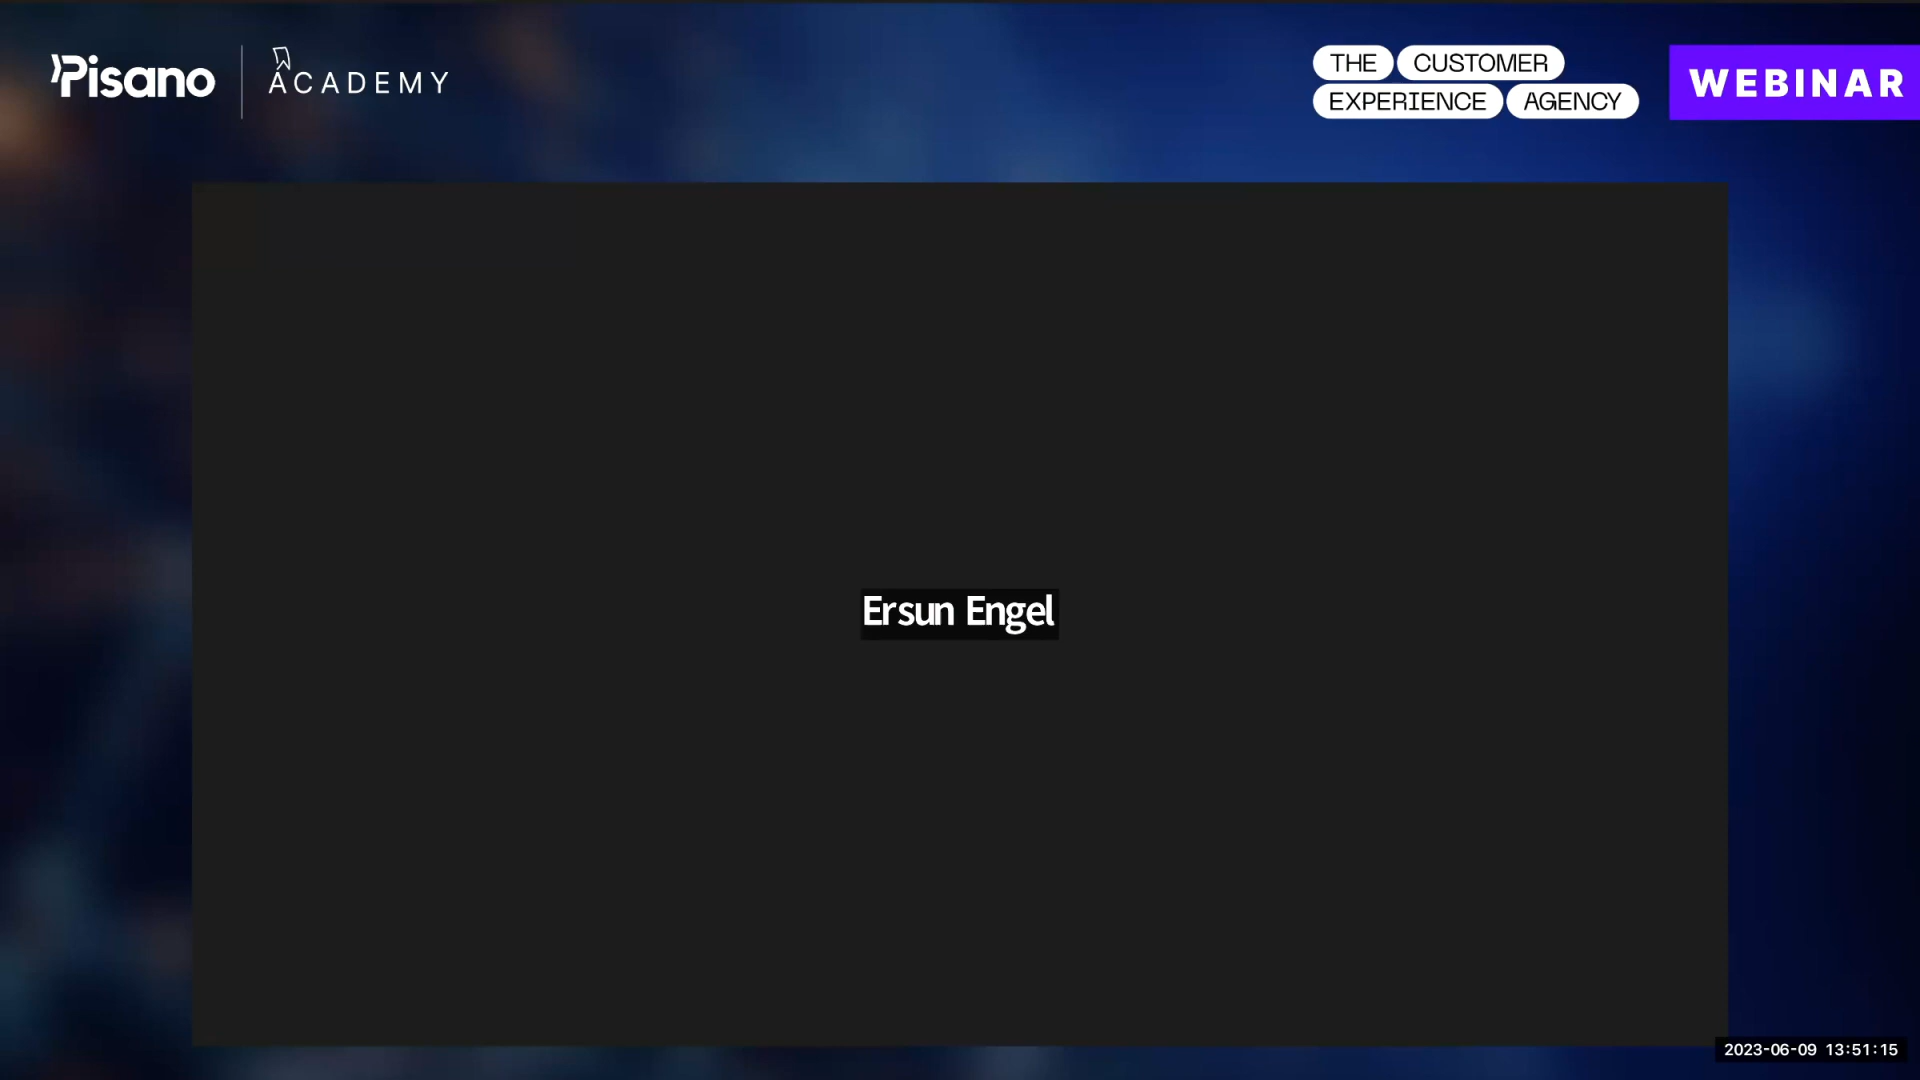 Pisano
ACADEMY
THE CUSTOMER
EXPERIENCE AGENCY
WEBINAR
Ersun Engel
2023-06-09 13:51:15